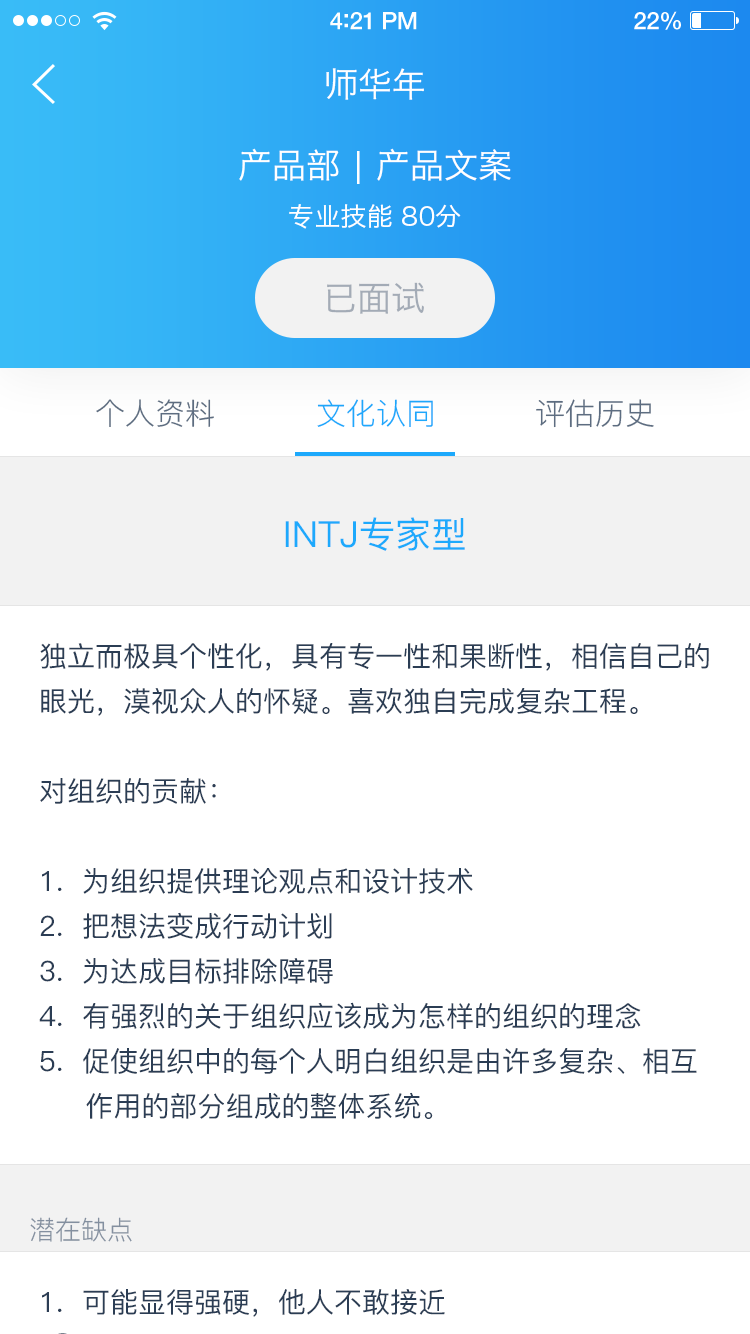 4:21 PM
22%
师华年
产品部 | 产品文案
专业技能 80分
已面试
个人资料
文化认同
评估历史
INTJ专家型
独立而极具个性化，具有专一性和果断性，相信自己的
眼光，漠视众人的怀疑。喜欢独自完成复杂工程。
对组织的贡献：
1. 为组织提供理论观点和设计技术
2. 把想法变成行动计划
3. 为达成目标排除障碍
4. 有强烈的关于组织应该成为怎样的组织的理念
5. 促使组织中的每个人明白组织是由许多复杂、相互
作用的部分组成的整体系统。
潜在缺点
1. 可能显得强硬，他人不敢接近